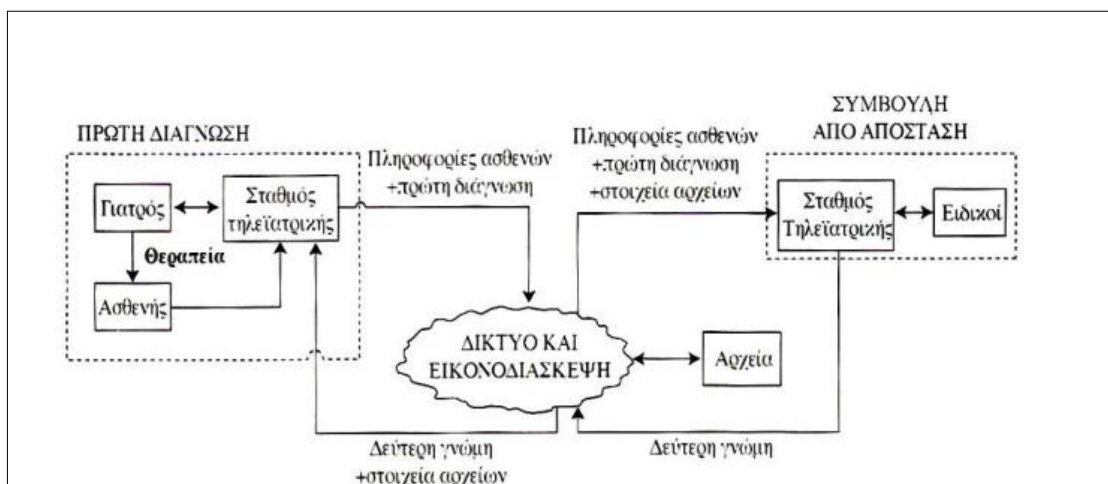 ΠΡΩΤΗ ΔΙΑΓΝΩΣΗ
Γιατρός
Σταθμός
τηλεϊατρικής
Θεραπεία
Ασθενής
Πληροφορίες ασθενών
+πρώτη διάγνωση
ΔΙΚΤΥΟ ΚΑΙ
ΕΙΚΟΝΟΔΙΑΣΚΕΨΗ
Αρχεία
Πληροφορίες ασθενών
+πρώτη διάγνωση
+στοιχεία αρχείων
ΣΥΜΒΟΥΛΗ
ΑΠΟ ΑΠΟΣΤΑΣΗ
Σταθμός
Τηλεϊατρικής
Ειδικοί
Δεύτερη γνώμη
+στοιχεία αρχείων
Δεύτερη γνώμη